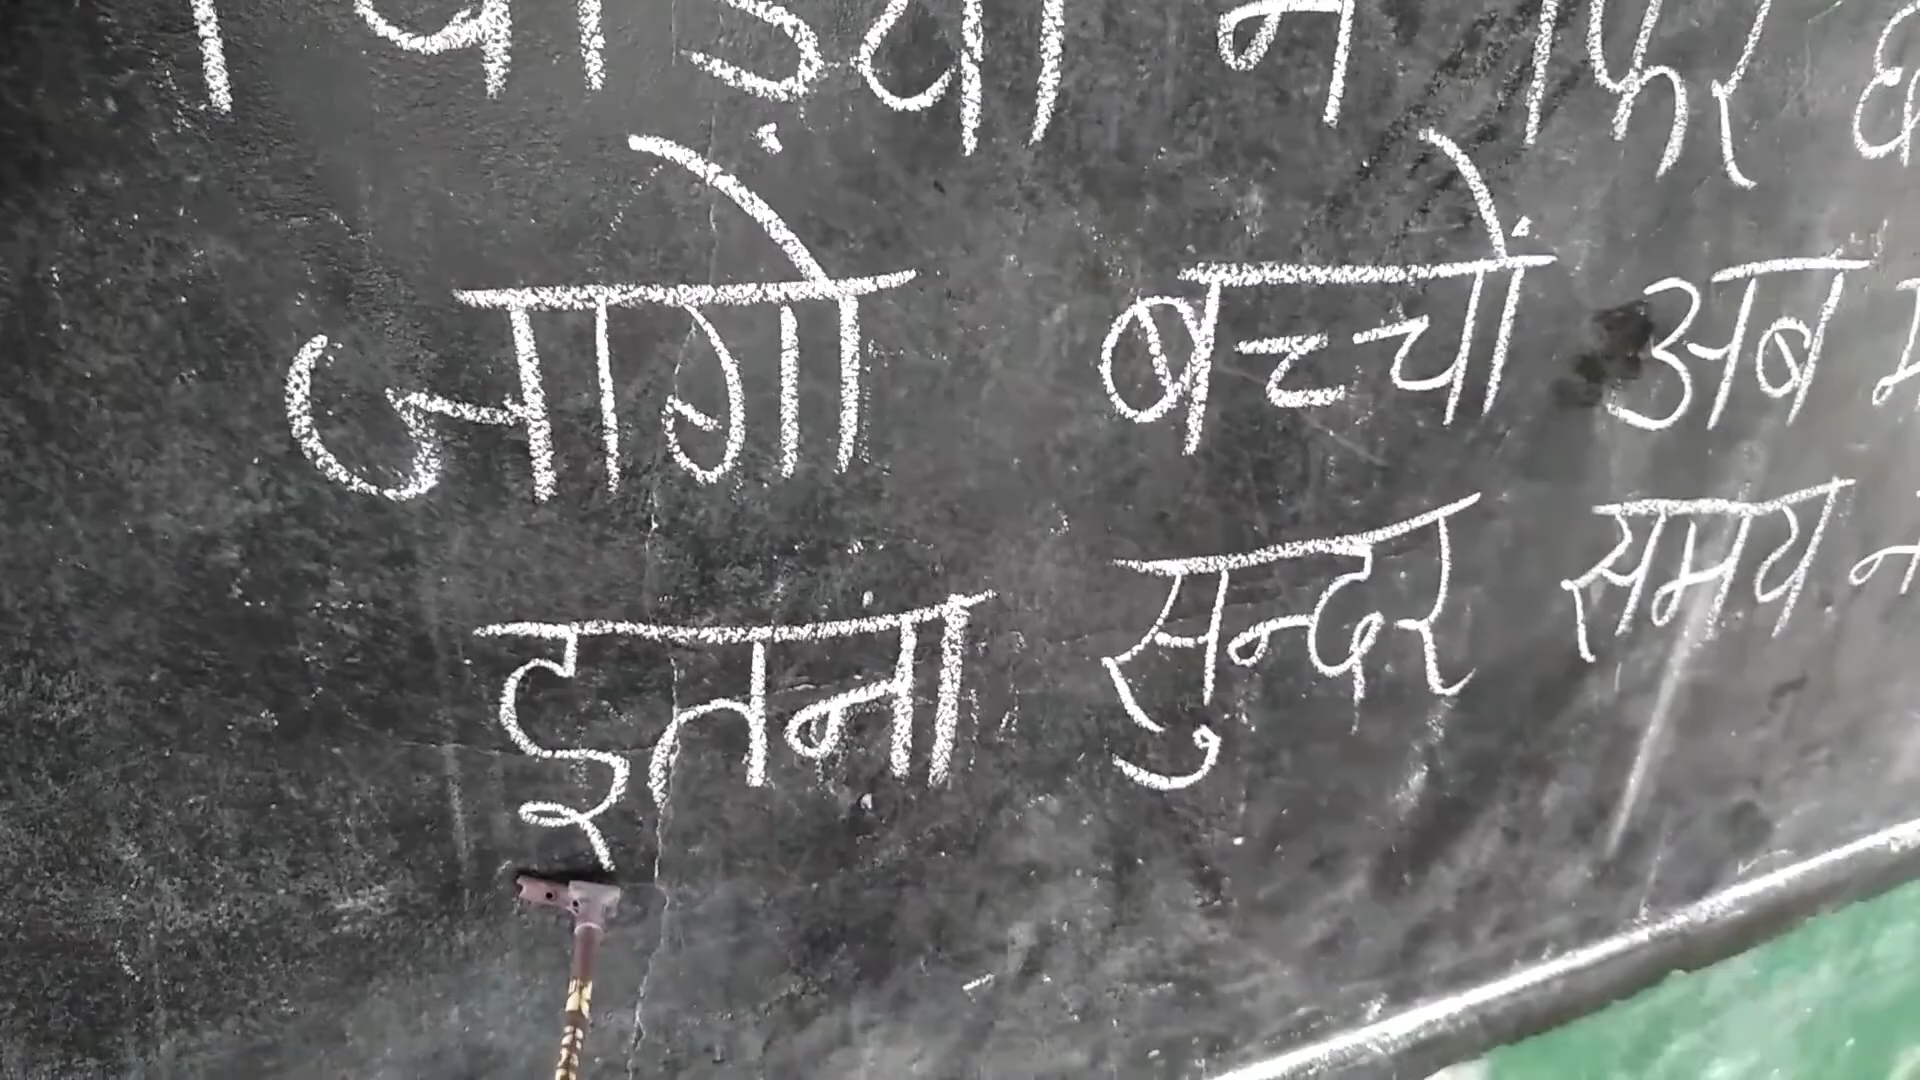 चिड़ियों ने फिर
जागो बच्चों अब
इतना सुन्दर समय